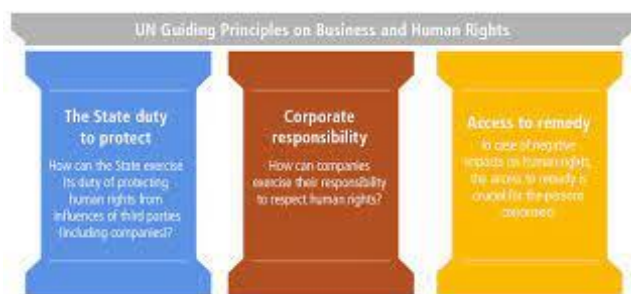 UN Guiding Principles on Business and Human Rights
The State duty
to protect
How can the State exercise
its duty of protecting
human rights from
influences of third parties
(including companies)?
Corporate
responsibility
How can companies
exercise their responsibility
to respect human rights?
Access to remedy
In case of negative
impacts on human rights,
the access to remedy is
crucial for the persons
concerned.